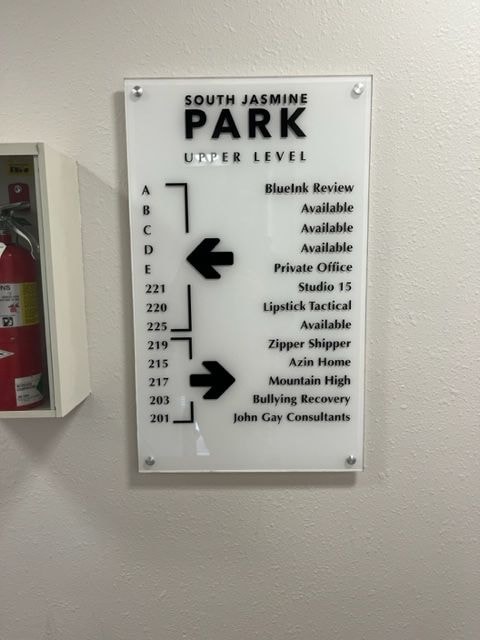 SOUTH JASMINE
PARK
UPPER LEVEL
A BlueInk Review
B Available
C Available
D Available
E Private Office
221 Studio 15
220 Lipstick Tactical
225 Available
219 Zipper Shipper
215 Azin Home
217 Mountain High
203 Bullying Recovery
201 John Gay Consultants